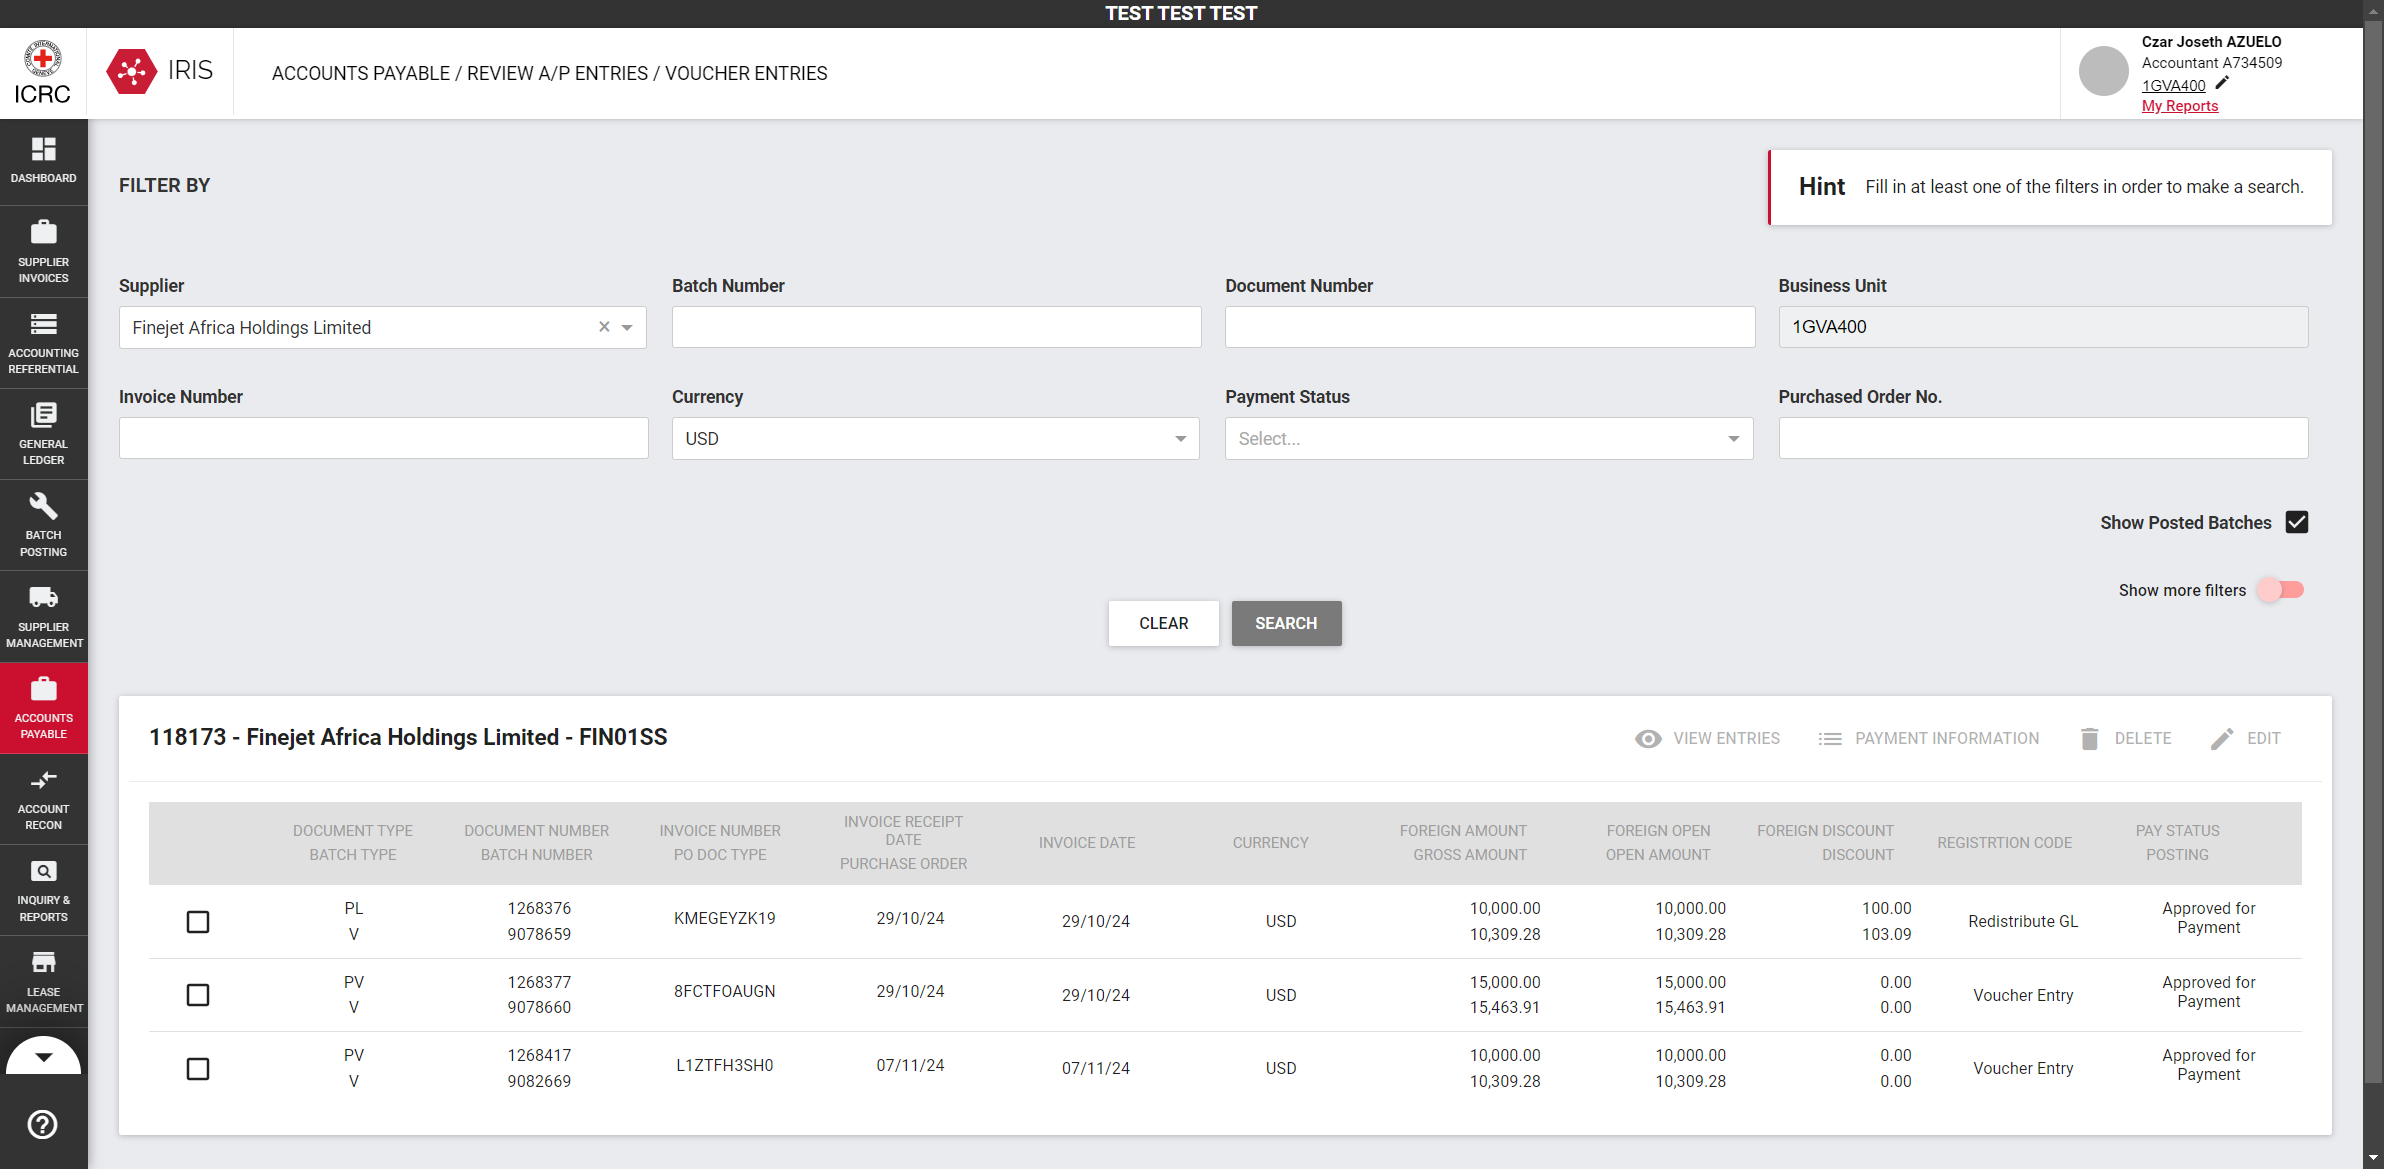 TEST TEST TEST
ICRC
IRIS
ACCOUNTS PAYABLE / REVIEW A/P ENTRIES / VOUCHER ENTRIES
Czar Joseth AZUELO
Accountant A734509
1GVA400
My Reports
DASHBOARD
SUPPLIER
INVOICES
ACCOUNTING
REFERENTIAL
GENERAL
LEDGER
BATCH
POSTING
SUPPLIER
MANAGEMENT
ACCOUNTS
PAYABLE
ACCOUNT
RECON
INQUIRY &
REPORTS
LEASE
MANAGEMENT
FILTER BY
Hint Fill in at least one of the filters in order to make a search.
Supplier Batch Number Document Number Business Unit
Finejet Africa Holdings Limited 1GVA400
Invoice Number Currency Payment Status Purchased Order No.
USD Select...
Show Posted Batches
Show more filters
CLEAR SEARCH
118173 - Finejet Africa Holdings Limited - FIN01SS
VIEW ENTRIES PAYMENT INFORMATION DELETE EDIT
DOCUMENT TYPE
BATCH TYPE
DOCUMENT NUMBER
BATCH NUMBER
INVOICE NUMBER
PO DOC TYPE
INVOICE RECEIPT
DATE
PURCHASE ORDER
INVOICE DATE
CURRENCY
FOREIGN AMOUNT
GROSS AMOUNT
FOREIGN OPEN
OPEN AMOUNT
FOREIGN DISCOUNT
DISCOUNT
REGISTRTION CODE
PAY STATUS
POSTING
PL
V
1268376
9078659
KMEGEYZK19
29/10/24
29/10/24
USD
10,000.00
10,309.28
10,000.00
10,309.28
100.00
103.09
Redistribute GL
Approved for
Payment
PV
V
1268377
9078660
8FCTFOAUGN
29/10/24
29/10/24
USD
15,000.00
15,463.91
15,000.00
15,463.91
0.00
0.00
Voucher Entry
Approved for
Payment
PV
V
1268417
9082669
L1ZTFH3SH0
07/11/24
07/11/24
USD
10,000.00
10,309.28
10,000.00
10,309.28
0.00
0.00
Voucher Entry
Approved for
Payment